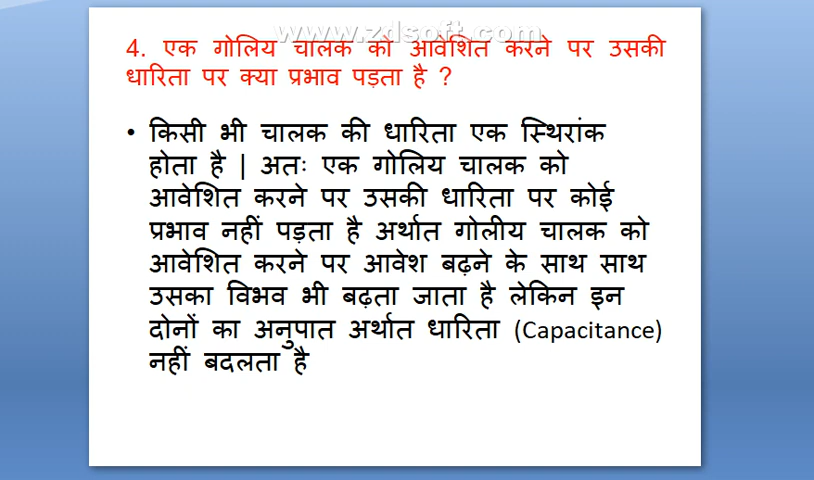 www.zdsoft.com
4. एक गोलिय चालक को आवेशित करने पर उसकी
धारिता पर क्या प्रभाव पड़ता है ?
• किसी भी चालक की धारिता एक स्थिरांक
होता है | अतः एक गोलिय चालक को
आवेशित करने पर उसकी धारिता पर कोई
प्रभाव नहीं पड़ता है अर्थात गोलीय चालक को
आवेशित करने पर आवेश बढ़ने के साथ साथ
उसका विभव भी बढ़ता जाता है लेकिन इन
दोनों का अनुपात अर्थात धारिता (Capacitance)
नहीं बदलता है